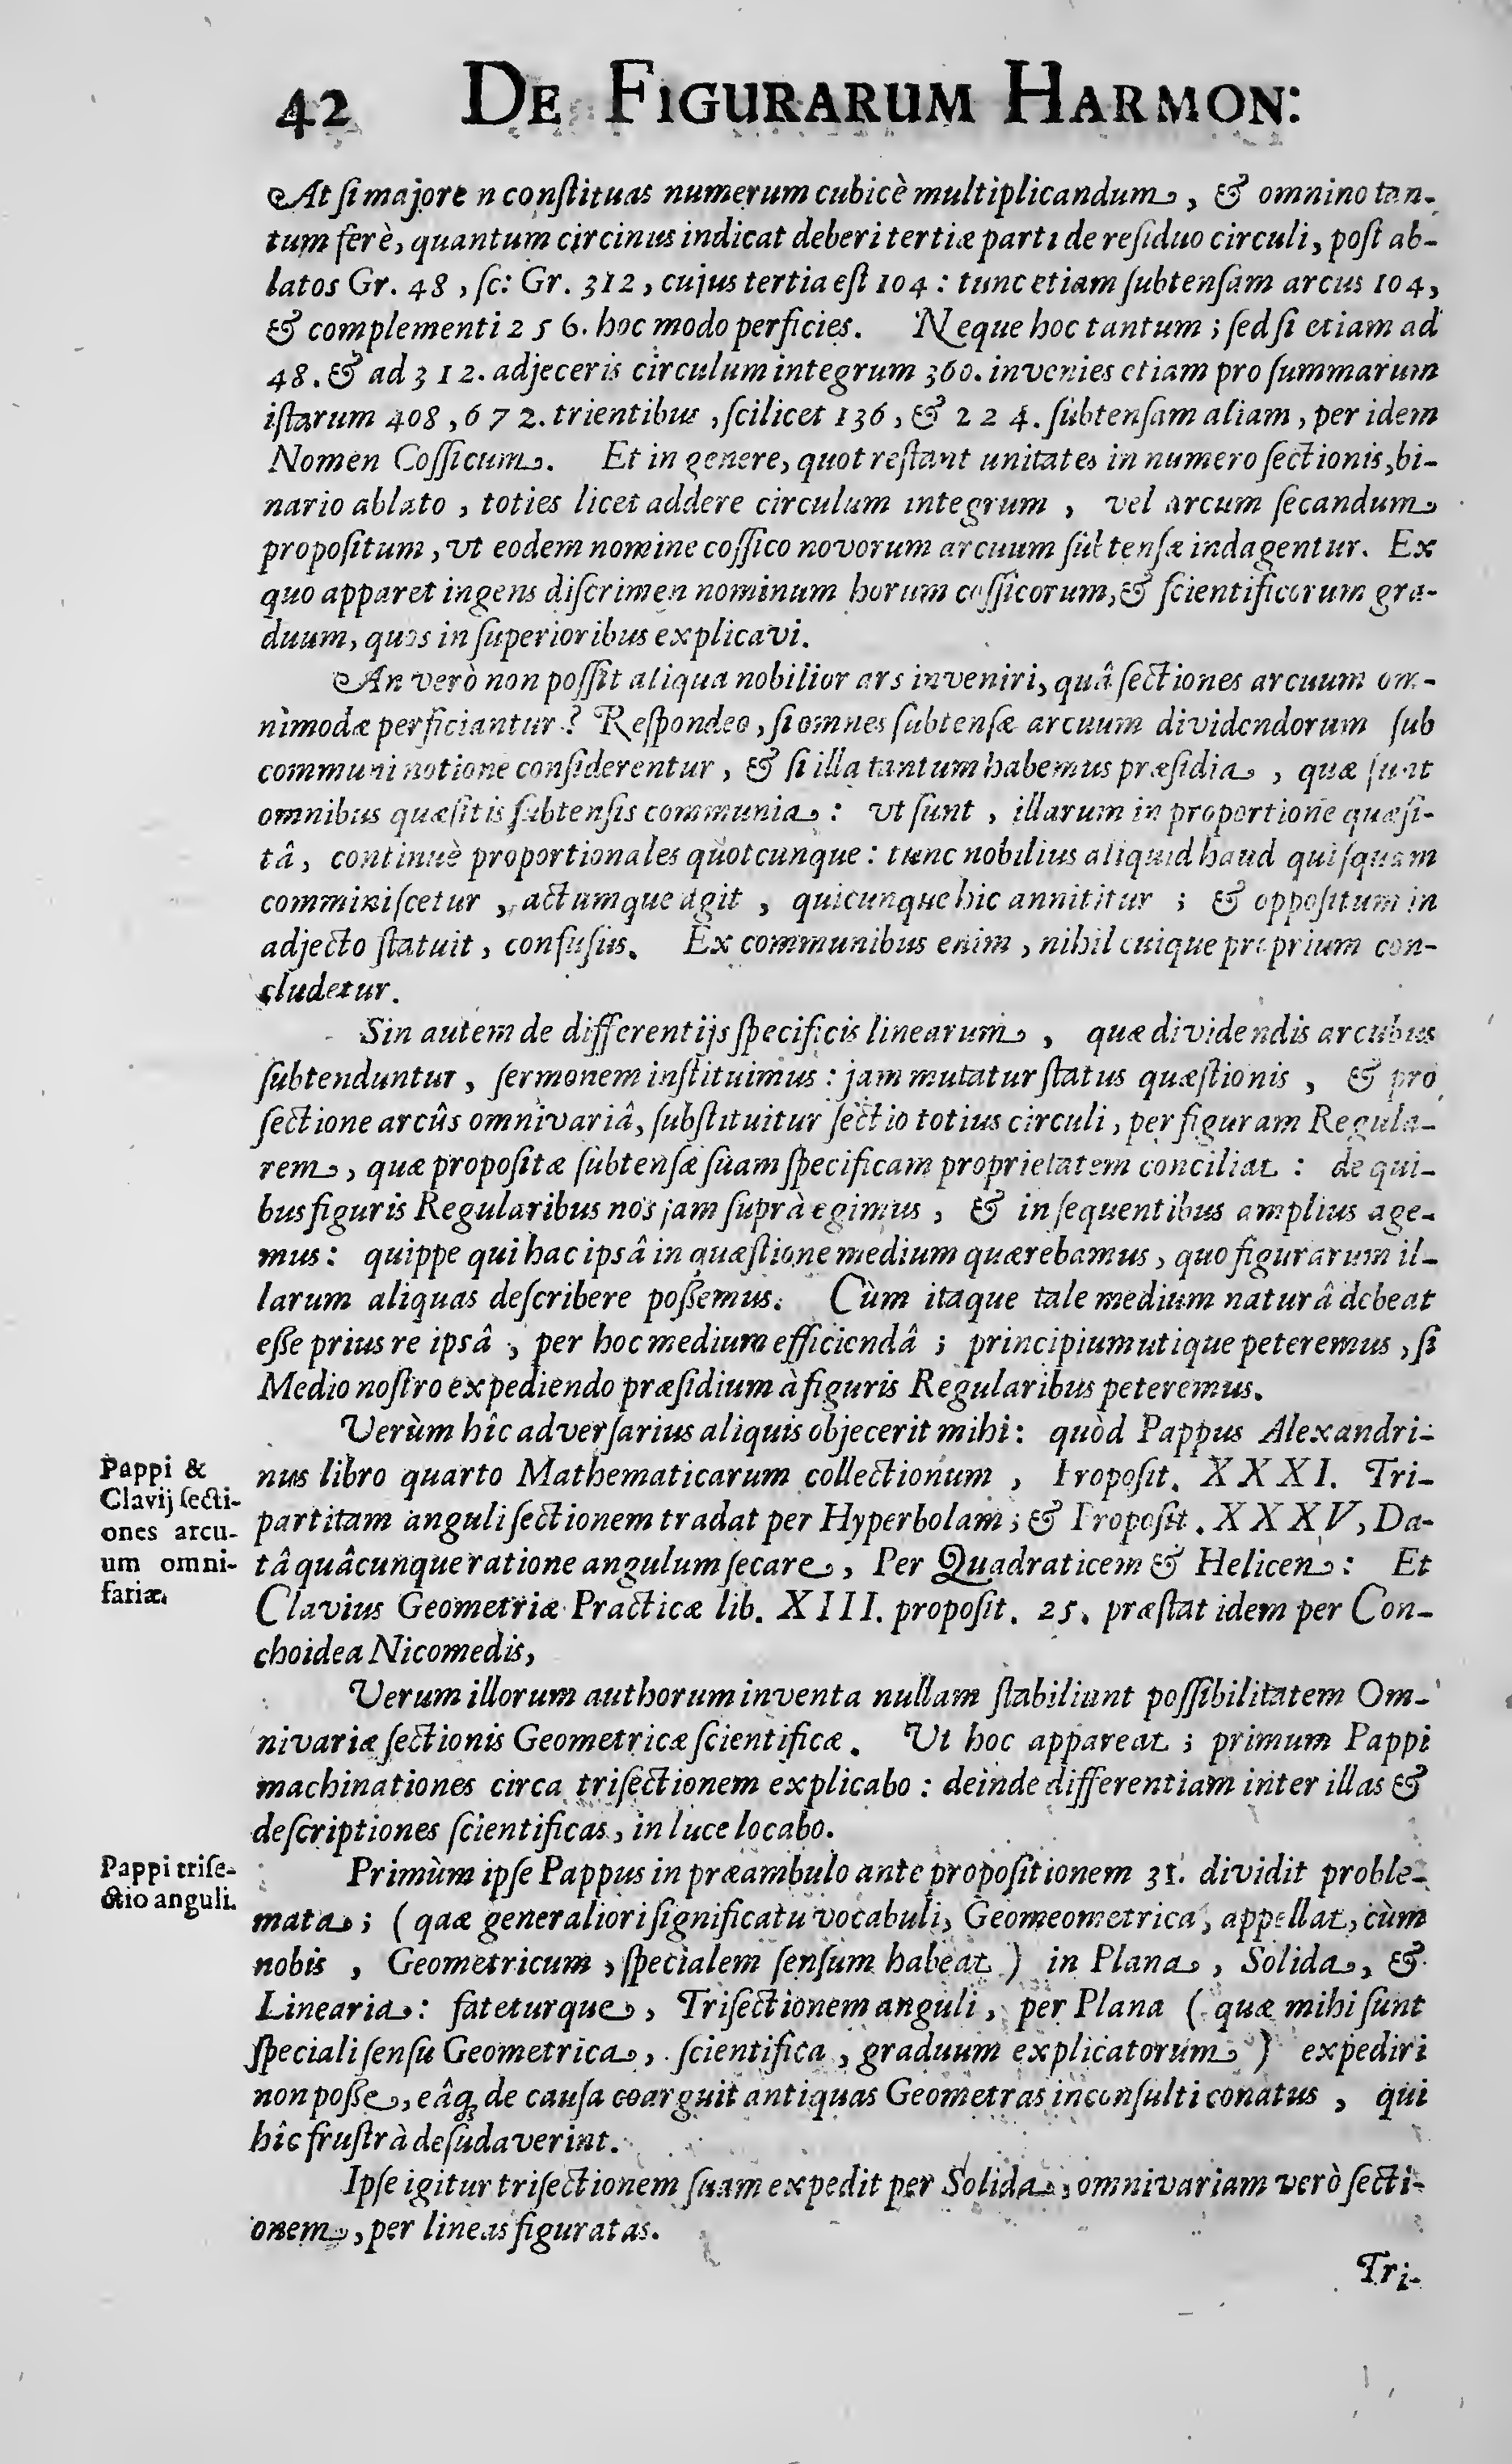 42 De Figurarum Harmon:
At ſi majore n conſtituas numerum cubicè multiplicandum, & omnino tan-
tum ferè, quantum circinus indicat deberi tertiæ parti de reſiduo circuli, poſt ab-
latos Gr. 48, ſc: Gr. 312, cujus tertia eſt 104: tunc etiam ſubtenſam arcus 104,
& complementi 256. hoc modo perficies. Neque hoc tantum; ſed ſi etiam ad
48. & ad 312. adjeceris circulum integrum 360. invenies etiam pro ſummarum
iſtarum 408, 672. trientibus, ſcilicet 136, & 224. ſubtenſam aliam, per idem
Nomen Coſſicum. Et in genere, quot reſtant unitates in numero ſectionis, bi-
nario ablato, toties licet addere circulum integrum, vel arcum ſecandum
propoſitum, vt eodem nomine coſſico novorum arcuum ſubtenſæ indagentur. Ex
quo apparet ingens diſcrimen nominum horum coſſicorum, & ſcientificorum gra-
duum, quos in ſuperioribus explicavi.
An verò non poſſit aliqua nobilior ars inveniri, quâ ſectiones arcuum om-
nimodæ perficiantur? Reſpondeo, ſi omnes ſubtenſæ arcuum dividendorum ſub
communi notione conſiderentur, & ſi illa tantum habemus præſidia, quæ ſunt
omnibus quæſitis ſubtenſis communia: vt ſunt, illarum in proportione quæſi-
tâ, continuè proportionales quotcunque: tunc nobilius aliquid haud quiſquam
comminiſcetur, actumque agit, quicunque hic annititur; & oppoſitum in
adjecto ſtatuit, confuſus. Ex communibus enim, nihil cuique proprium con-
cludetur.
Sin autem de differentijs ſpecificis linearum, quæ dividendis arcubus
ſubtenduntur, ſermonem inſtituimus: jam mutatur ſtatus quæſtionis, & pro
ſectione arcûs omnivariâ, ſubſtituitur ſectio totius circuli, per figuram Regula-
rem, quæ propoſitæ ſubtenſæ ſuam ſpecificam proprietatem conciliat: de qui-
bus figuris Regularibus nos jam ſuprà egimus, & in ſequentibus amplius age-
mus: quippe qui hac ipsâ in quæſtione medium quærebamus, quo figurarum il-
larum aliquas deſcribere poſſemus. Cùm itaque tale medium naturâ debeat
eſſe prius re ipsâ, per hoc medium efficiendâ; principium utique peteremus, ſi
Medio noſtro expediendo præſidium à figuris Regularibus peteremus.
Verùm hîc adverſarius aliquis objecerit mihi: quòd Pappus Alexandri-
Pappi &
Clavij ſecti-
ones arcu-
um omni-
fariæ.
nus libro quarto Mathematicarum collectionum, Propoſit. XXXI. Tri-
partitam anguli ſectionem tradat per Hyperbolam; & Propoſit. XXXV, Da-
tâ quâcunque ratione angulum ſecare, Per Quadraticem & Helicen: Et
Clavius Geometriæ Practicæ lib. XIII. propoſit. 25. præſtat idem per Con-
choidea Nicomedis,
Verum illorum authorum inventa nullam ſtabiliunt poſſibilitatem Om-
nivariæ ſectionis Geometricæ ſcientificæ. Ut hoc appareat; primum Pappi
machinationes circa triſectionem explicabo: deinde differentiam inter illas &
deſcriptiones ſcientificas, in luce locabo.
Pappi triſe-
ctio anguli.
Primùm ipſe Pappus in præambulo ante propoſitionem 31. dividit proble-
mata; (qaæ generaliori ſignificatu vocabuli, Geomeometrica, appellat, cùm
nobis, Geometricum, ſpecialem ſenſum habeat) in Plana, Solida, &
Linearia: fateturque, Triſectionem anguli, per Plana (quæ mihi ſunt
ſpeciali ſenſu Geometrica, ſcientifica, graduum explicatorum) expediri
non poſſe, eâq; de cauſa coarguit antiquas Geometras inconſulti conatus, qui
hîc fruſtrà deſudaverint.
Ipſe igitur triſectionem ſuam expedit per Solida; omnivariam verò ſecti-
onem, per lineas figuratas.
Tri-